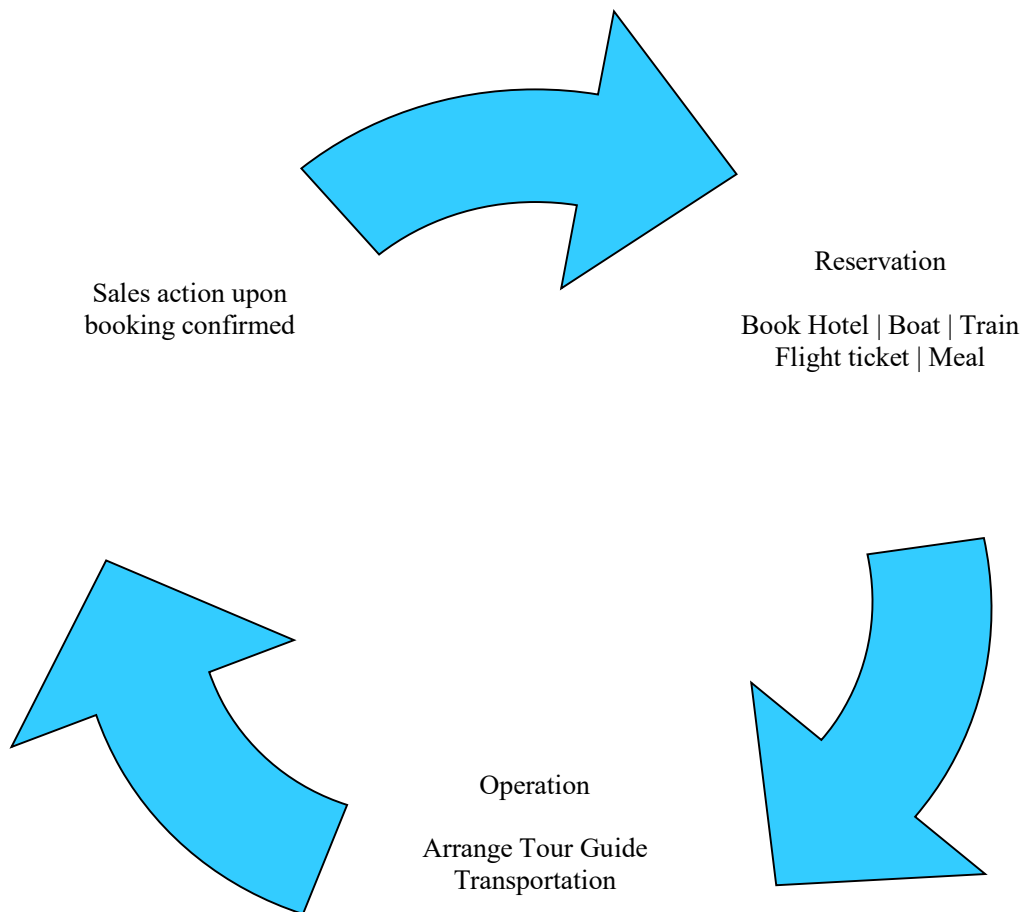 Sales action upon
booking confirmed
Reservation
Book Hotel | Boat | Train
Flight ticket | Meal
Operation
Arrange Tour Guide
Transportation